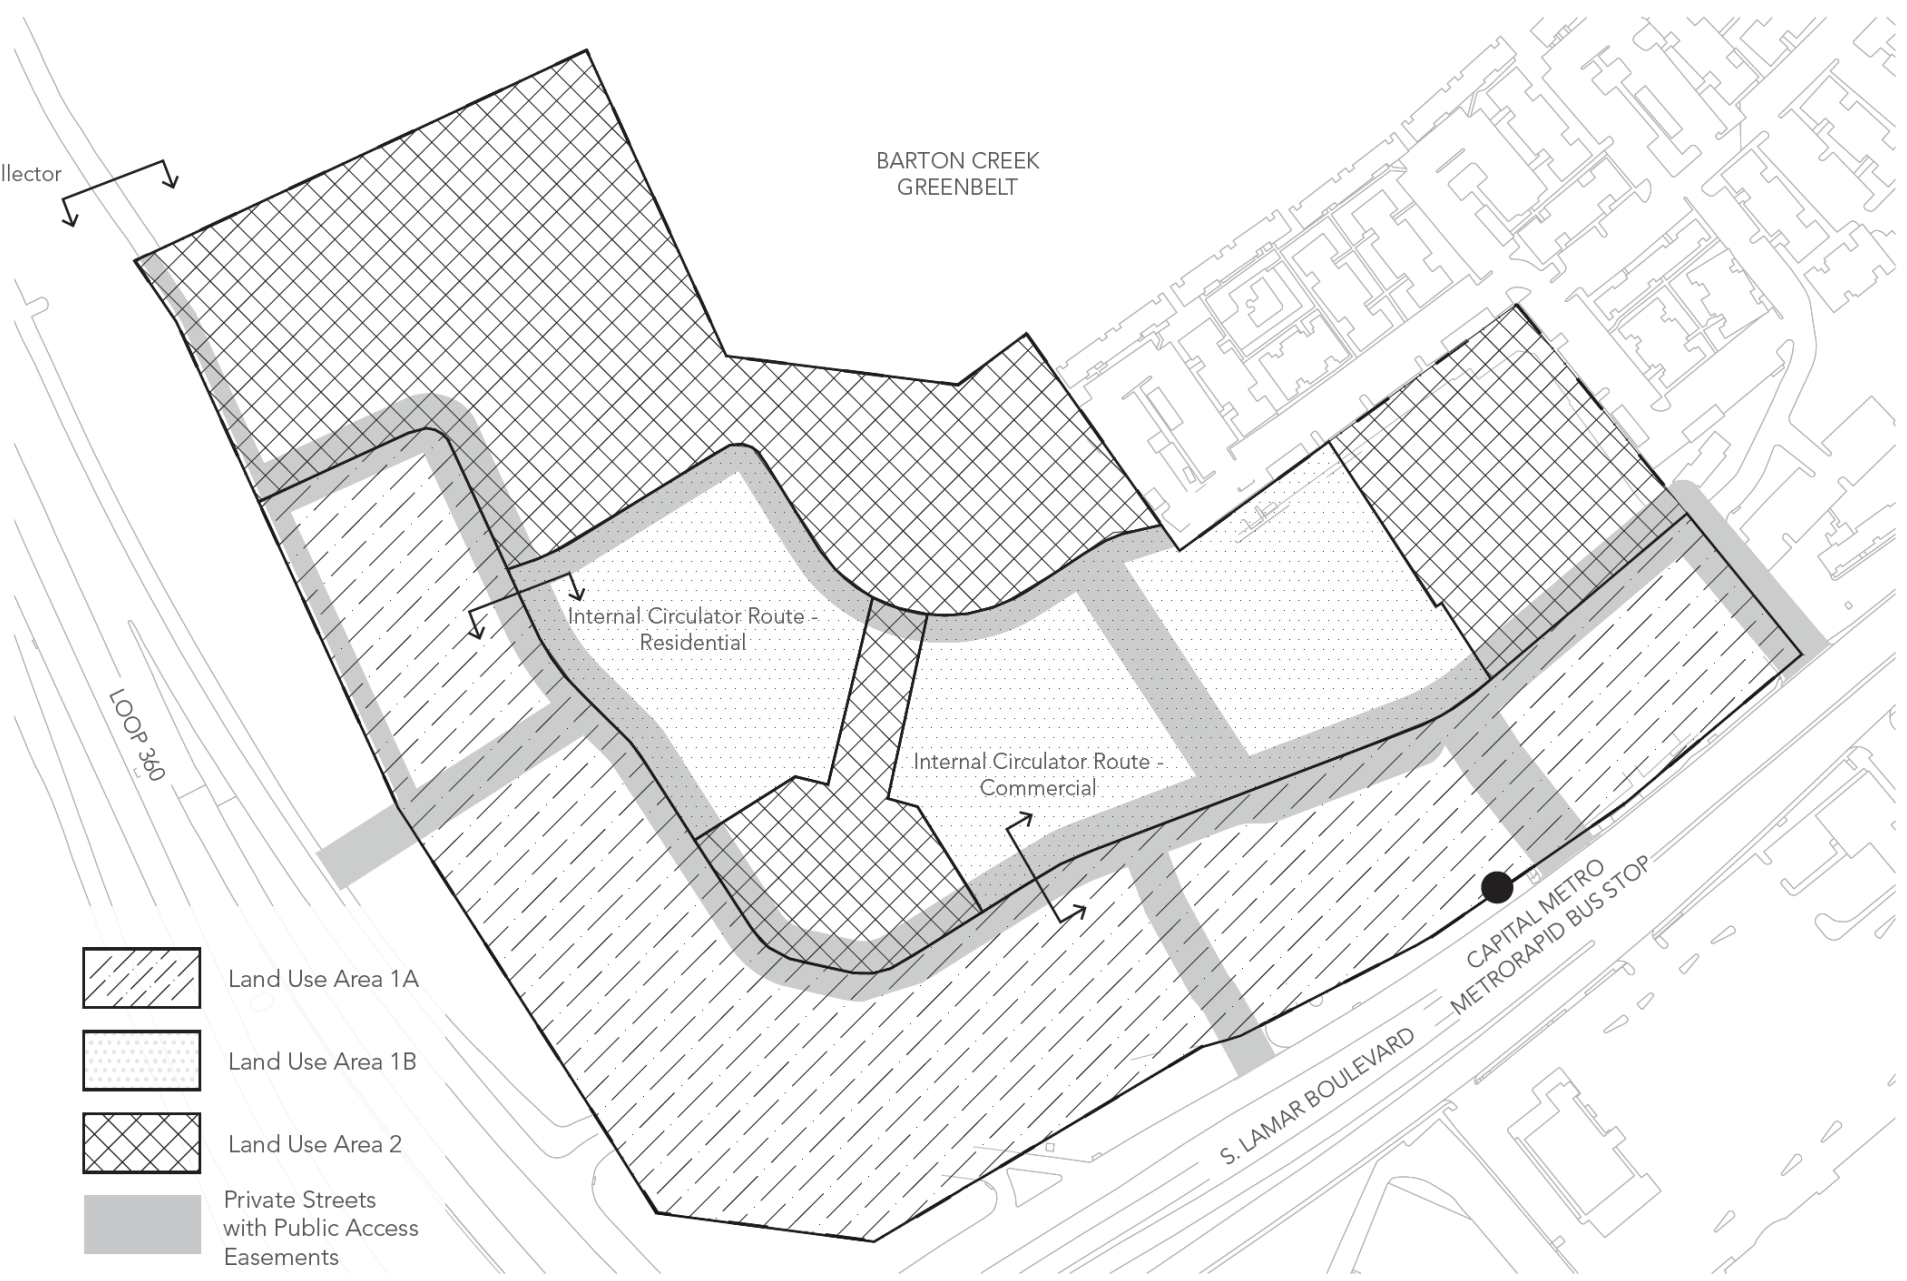 BARTON CREEK
GREENBELT
llector
Internal Circulator Route -
Residential
LOOP 360
Internal Circulator Route -
Commercial
CAPITAL METRO
METRORAPID BUS STOP
S. LAMAR BOULEVARD
Land Use Area 1A
Land Use Area 1B
Land Use Area 2
Private Streets
with Public Access
Easements